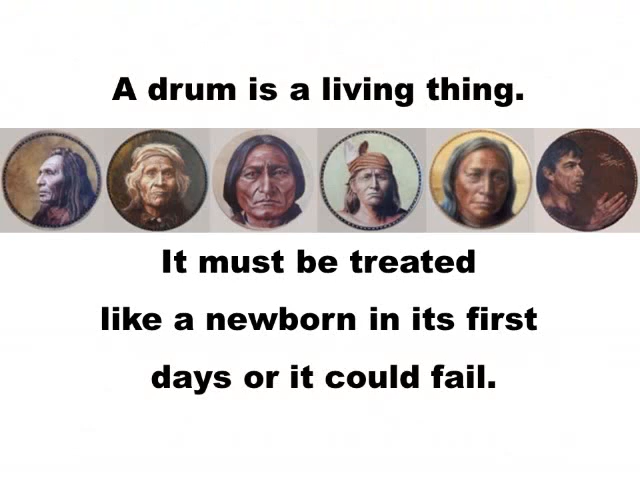 A drum is a living thing.
It must be treated
like a newborn in its first
days or it could fail.